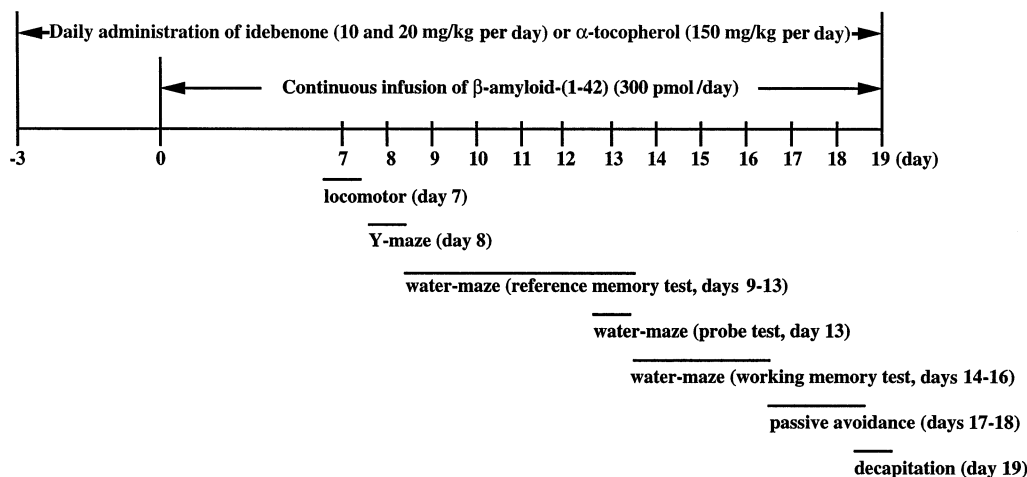 Daily administration of idebenone (10 and 20 mg/kg per day) or α-tocopherol (150 mg/kg per day)
Continuous infusion of β-amyloid-(1-42) (300 pmol/day)
-3 0 7 8 9 10 11 12 13 14 15 16 17 18 19 (day)
locomotor (day 7)
Y-maze (day 8)
water-maze (reference memory test, days 9-13)
water-maze (probe test, day 13)
water-maze (working memory test, days 14-16)
passive avoidance (days 17-18)
decapitation (day 19)